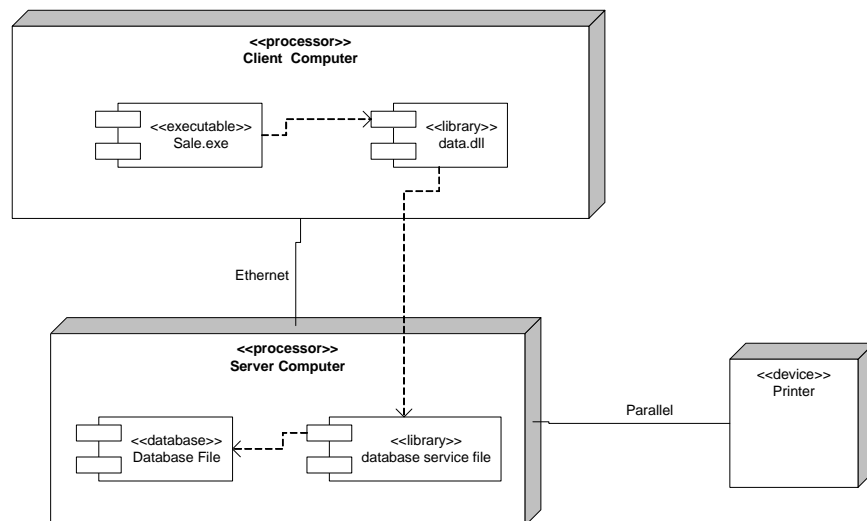 <<processor>>
Client Computer
<<executable>>
Sale.exe
<<library>>
data.dll
Ethernet
<<processor>>
Server Computer
<<database>>
Database File
<<library>>
database service file
Parallel
<<device>>
Printer